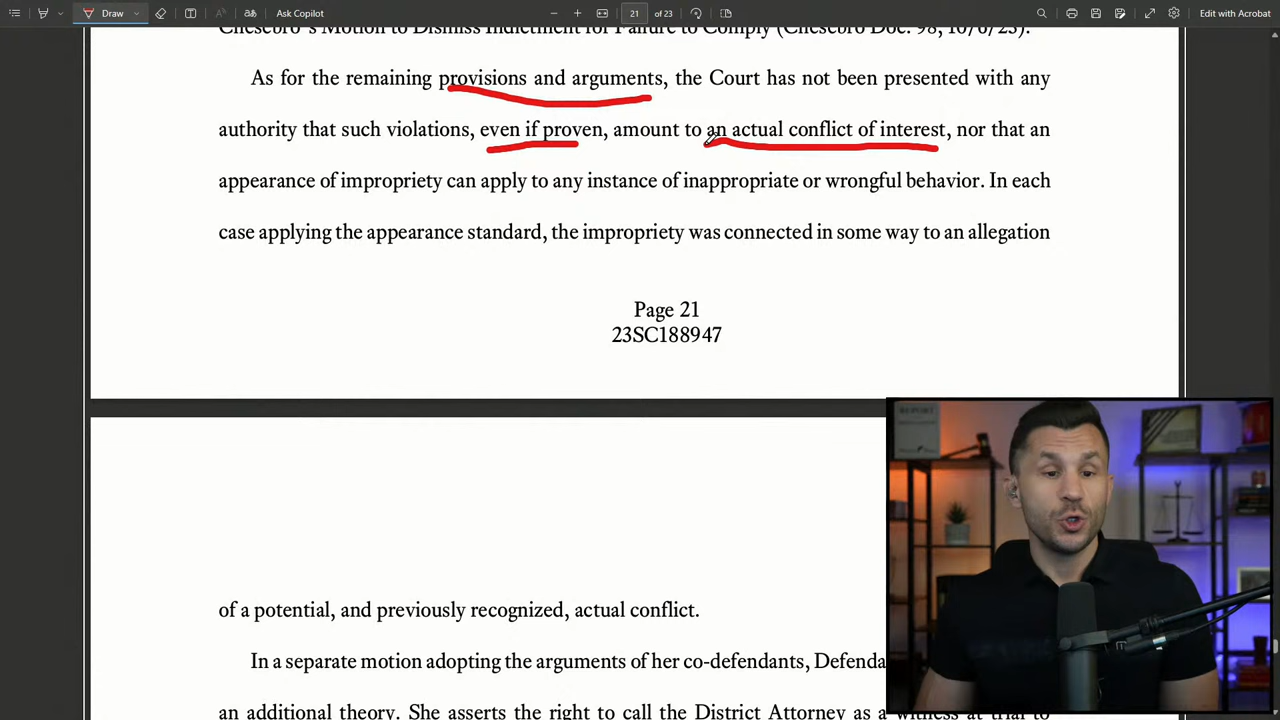 Draw
Ask Copilot
21 of 23
Edit with Acrobat
Chesebro's Motion to Dismiss Indictment for Failure to Comply (Chesebro Doc. 98, 10/6/23).
As for the remaining provisions and arguments, the Court has not been presented with any
authority that such violations, even if proven, amount to an actual conflict of interest, nor that an
appearance of impropriety can apply to any instance of inappropriate or wrongful behavior. In each
case applying the appearance standard, the impropriety was connected in some way to an allegation
Page 21
23SC188947
of a potential, and previously recognized, actual conflict.
In a separate motion adopting the arguments of her co-defendants, Defenda
an additional theory. She asserts the right to call the District Attorney as a witness at trial to